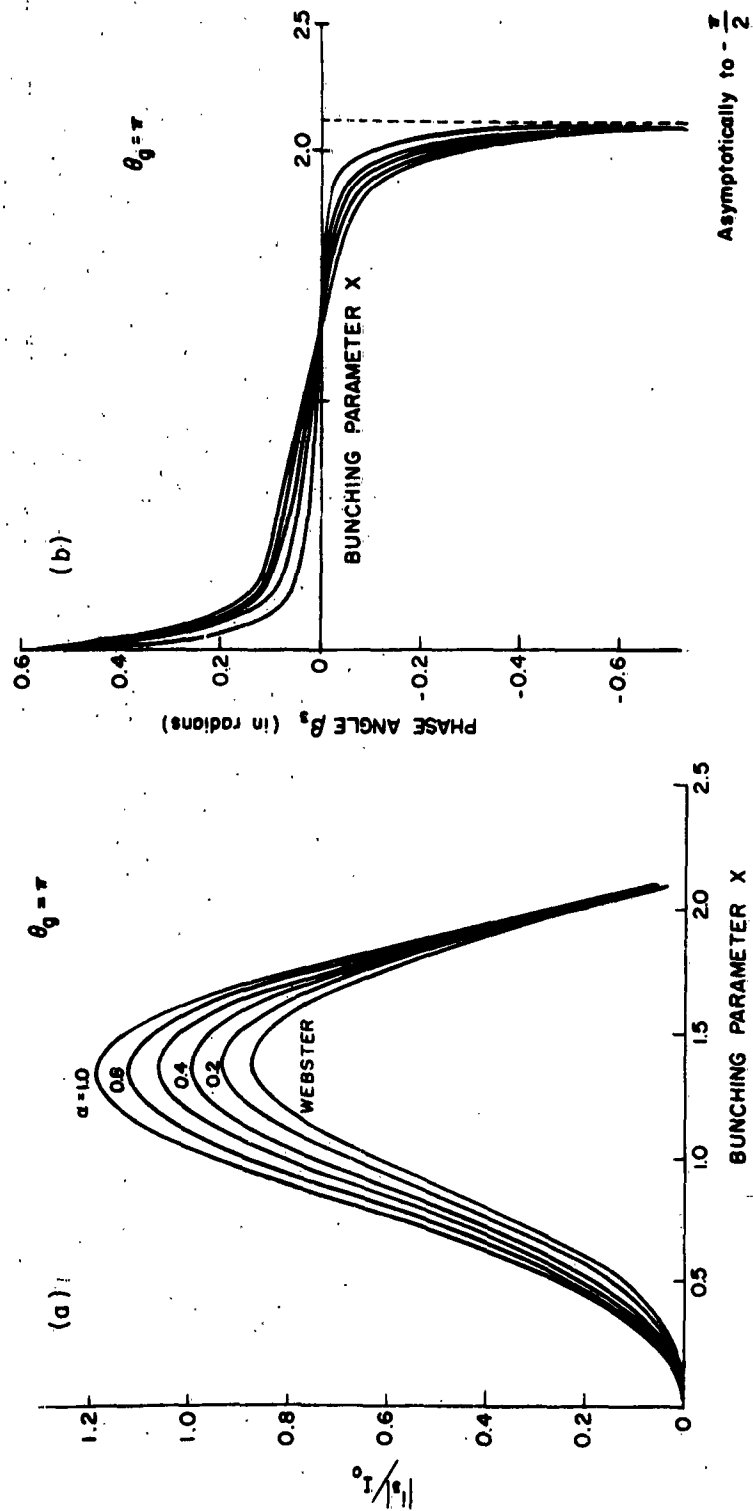 (a)
θg = π
|i₃|/I₀
1.2
1.0
0.8
0.6
0.4
0.2
0
α = 1.0
0.8
0.4
0.2
WEBSTER
0.5
1.0
1.5
2.0
2.5
BUNCHING PARAMETER X
(b)
θg = π
PHASE ANGLE β₃ (in radians)
0.6
0.4
0.2
0
-0.2
-0.4
-0.6
2.0
2.5
BUNCHING PARAMETER X
Asymptotically to - π/2